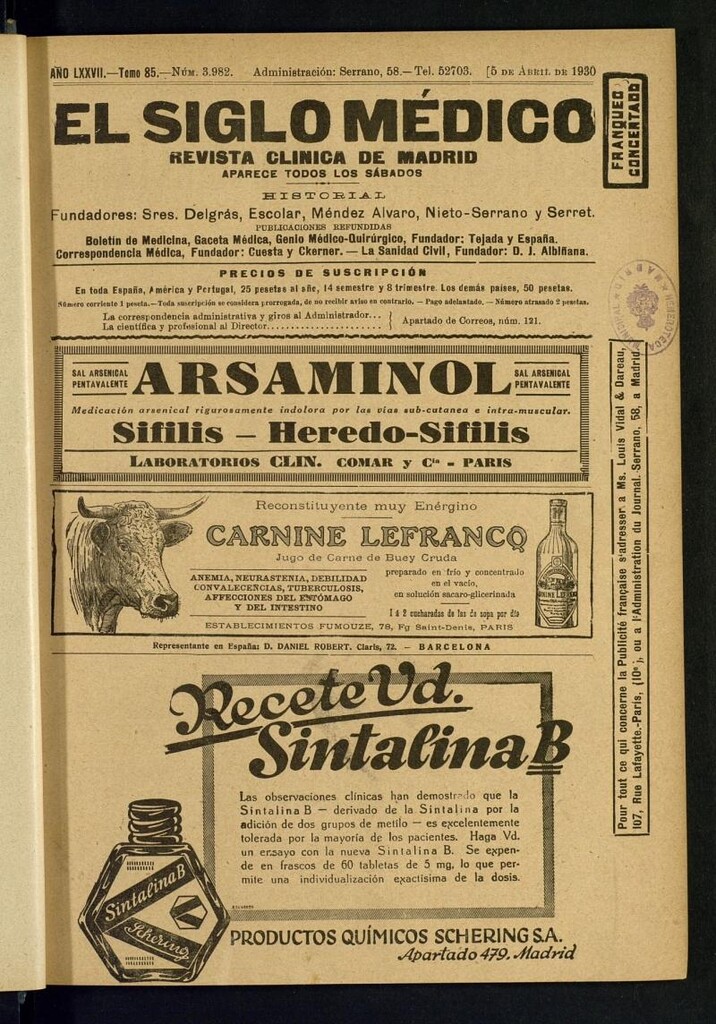 AÑO LXXVII.—Tomo 85.—Núm. 3.982. Administración: Serrano, 58.—Tel. 52703. [5 de Abril de 1930
EL SIGLO MÉDICO
REVISTA CLINICA DE MADRID
APARECE TODOS LOS SÁBADOS
HISTORIAL
Fundadores: Sres. Delgrás, Escolar, Méndez Alvaro, Nieto-Serrano y Serret.
PUBLICACIONES REFUNDIDAS
Boletín de Medicina, Gaceta Médica, Genio Médico-Quirúrgico, Fundador: Tejada y España.
Correspondencia Médica, Fundador: Cuesta y Ckerner. — La Sanidad Civil, Fundador: D. J. Albiñana.
PRECIOS DE SUSCRIPCIÓN
En toda España, América y Portugal, 25 pesetas al año, 14 semestre y 8 trimestre. Los demás países, 50 pesetas.
Número corriente 1 peseta.—Toda suscripción se considera prorrogada, de no recibir aviso en contrario. — Pago adelantado. — Número atrasado 2 pesetas.
La correspondencia administrativa y giros al Administrador...
La científica y profesional al Director......................
Apartado de Correos, núm. 121.
FRANQUEO
CONCERTADO
SAL ARSENICAL
PENTAVALENTE
ARSAMINOL
SAL ARSENICAL
PENTAVALENTE
Medicación arsenical rigurosamente indolora por las vías sub-cutanea e intra-muscular.
Sifilis — Heredo-Sifilis
LABORATORIOS CLIN. COMAR y Cia - PARIS
Reconstituyente muy Enérgino
CARNINE LEFRANCQ
Jugo de Carne de Buey Cruda
ANEMIA, NEURASTENIA, DEBILIDAD
CONVALECENCIAS, TUBERCULOSIS,
AFFECCIONES DEL ESTÓMAGO
Y DEL INTESTINO
preparado en frío y concentrado
en el vacío,
en solución sacaro-glicerinada
1 á 2 cucharadas de las de sopa por día
ESTABLECIMIENTOS FUMOUZE, 78, Fg Saint-Denis, PARIS
Representante en España: D. DANIEL ROBERT. Claris, 72. — BARCELONA
Recete Vd.
Sintalina B
Las observaciones clínicas han demostrado que la
Sintalina B — derivado de la Sintalina por la
adición de dos grupos de metilo — es excelentemente
tolerada por la mayoría de los pacientes. Haga Vd.
un ensayo con la nueva Sintalina B. Se expen-
de en frascos de 60 tabletas de 5 mg, lo que per-
mite una individualización exactísima de la dosis.
Sintalina B
Schering
PRODUCTOS QUÍMICOS SCHERING S.A.
Apartado 479. Madrid
Pour tout ce qui concerne la Publicité française s'adresser a Ms. Louis Vidal & Dareau,
107, Rue Lafayette.-Paris, (10e), ou a l'Administration du Journal. Serrano, 58, a Madrid.